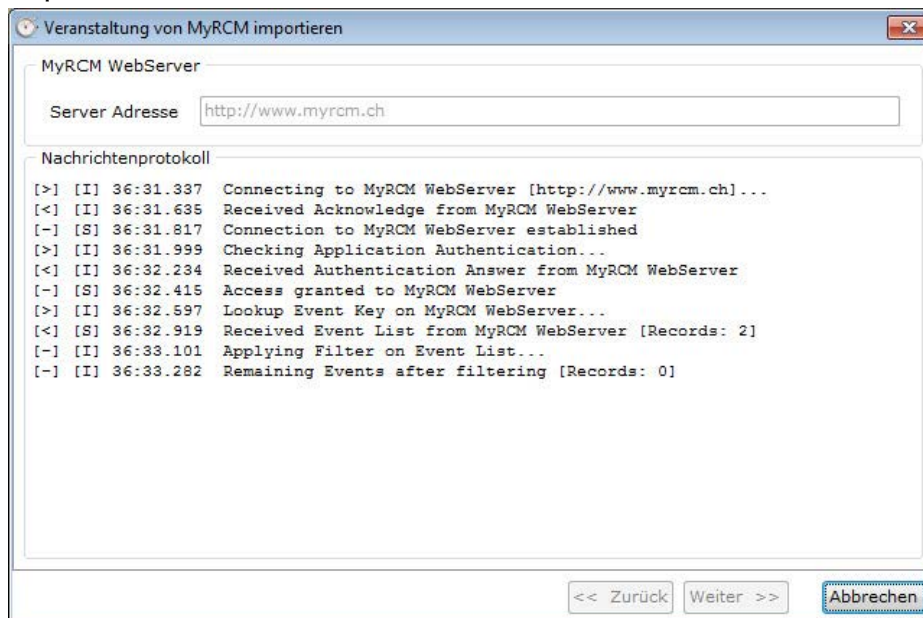 Veranstaltung von MyRCM importieren
MyRCM WebServer
Server Adresse http://www.myrcm.ch
Nachrichtenprotokoll
[>] [I] 36:31.337 Connecting to MyRCM WebServer [http://www.myrcm.ch]...
[<] [I] 36:31.635 Received Acknowledge from MyRCM WebServer
[-] [S] 36:31.817 Connection to MyRCM WebServer established
[>] [I] 36:31.999 Checking Application Authentication...
[<] [I] 36:32.234 Received Authentication Answer from MyRCM WebServer
[-] [S] 36:32.415 Access granted to MyRCM WebServer
[>] [I] 36:32.597 Lookup Event Key on MyRCM WebServer...
[<] [S] 36:32.919 Received Event List from MyRCM WebServer [Records: 2]
[-] [I] 36:33.101 Applying Filter on Event List...
[-] [I] 36:33.282 Remaining Events after filtering [Records: 0]
<< Zurück Weiter >> Abbrechen